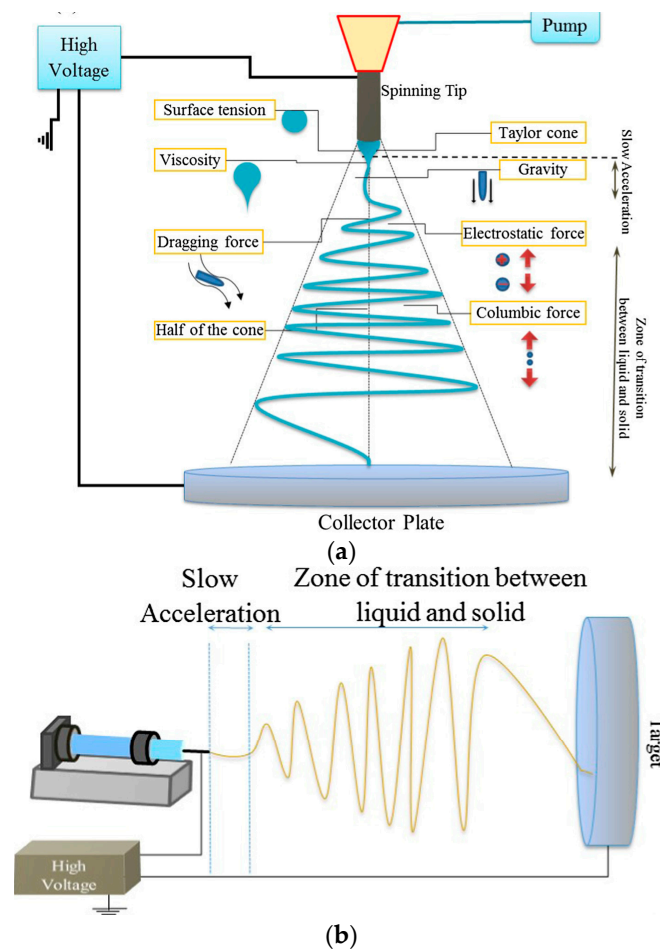 High
Voltage
Pump
Spinning Tip
Surface tension
Taylor cone
Viscosity
Gravity
Slow Acceleration
Dragging force
Electrostatic force
Half of the cone
Columbic force
Zone of transition
between liquid and solid
Collector Plate
(a)
Slow
Acceleration
Zone of transition between
liquid and solid
Target
High
Voltage
(b)